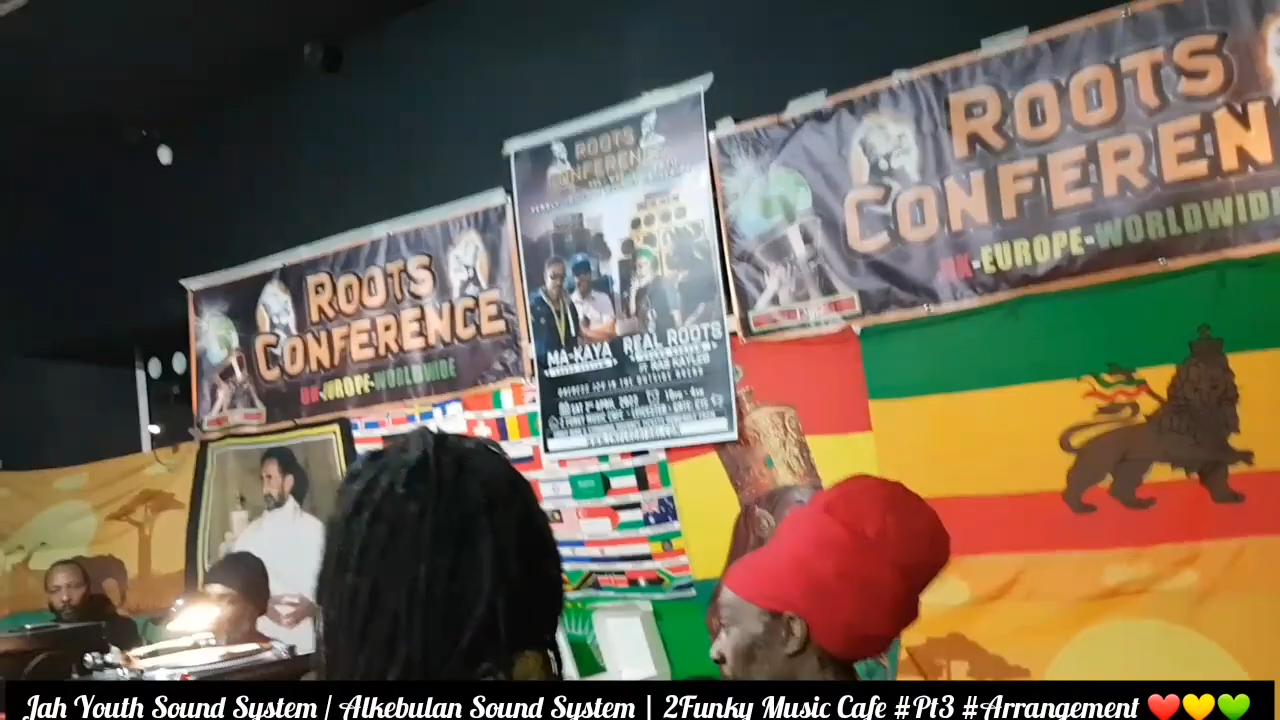 ROOTS
CONFERENCE
UK-EUROPE-WORLDWIDE
ROOTS
CONFERENCE
MA-KAYA
REAL ROOTS
ROOTS
CONFEREN
UK-EUROPE-WORLDWIDE
Jah Youth Sound System / Alkebulan Sound System | 2Funky Music Cafe #Pt3 #Arrangement ❤️💛💚